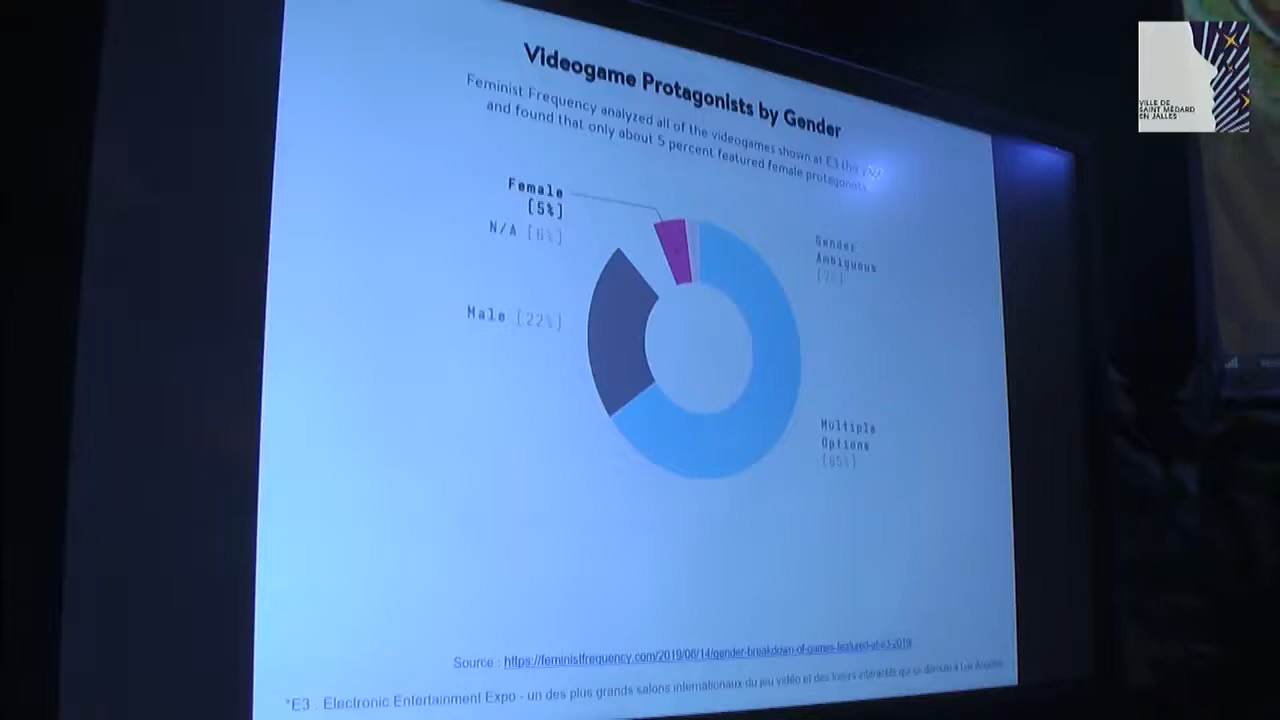 Videogame Protagonists by Gender
Feminist Frequency analyzed all of the videogames shown at E3 this year
and found that only about 5 percent featured female protagonists
Female
[5%]
N/A [6%]
Male [22%]
Gender
Ambiguous
Multiple
Options
[65%]
Source : https://feministfrequency.com/2019/06/14/gender-breakdown-of-games-featured-at-e3-2019
*E3 : Electronic Entertainment Expo - un des plus grands salons internationaux du jeu vidéo et des loisirs interactifs qui se déroule à Los Angeles
VILLE DE
SAINT MÉDARD
EN JALLES